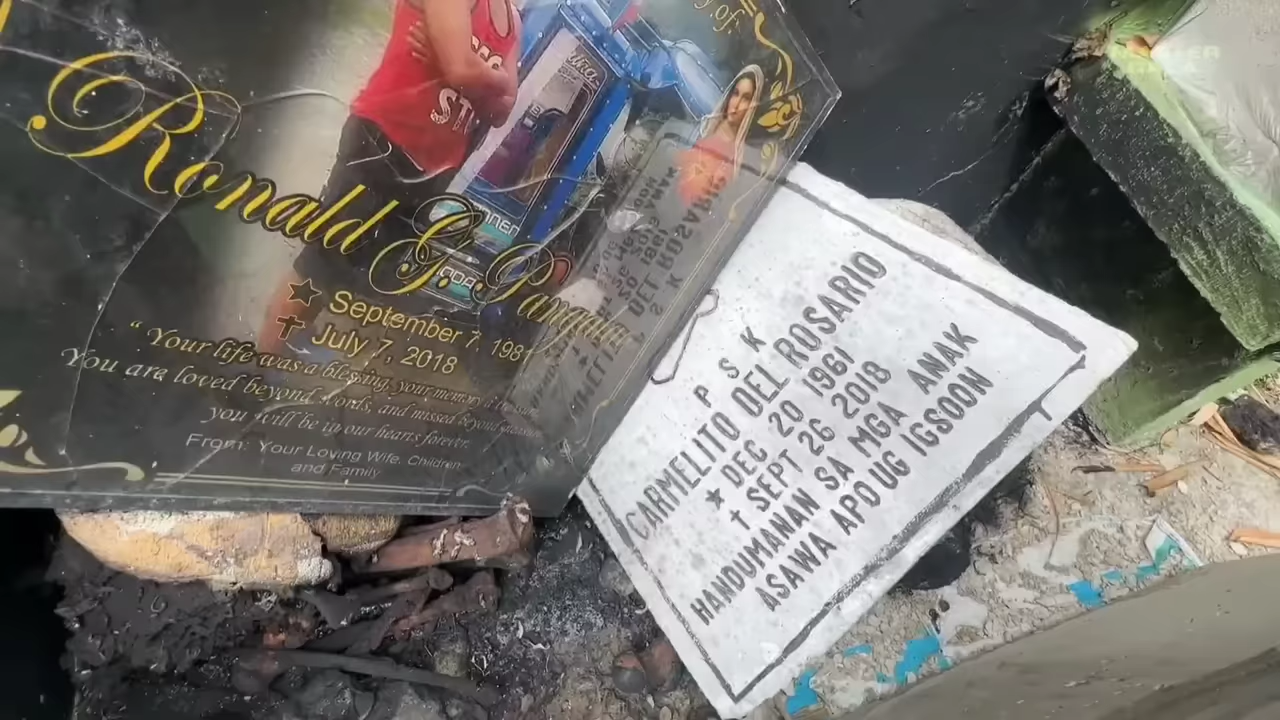 y of:
Ronald G.
September 7, 1981
July 7, 2018
“ Your life was a blessing, your memory a treasure,
You are loved beyond words, and missed beyond measure
you will be in our hearts forever.
From: Your Loving Wife, Children
and Family
P S K
CARMELITO DEL ROSARIO
★ DEC 20 1961
† SEPT 26 2018
HANDUMANAN SA MGA ANAK
ASAWA APO UG IGSOON